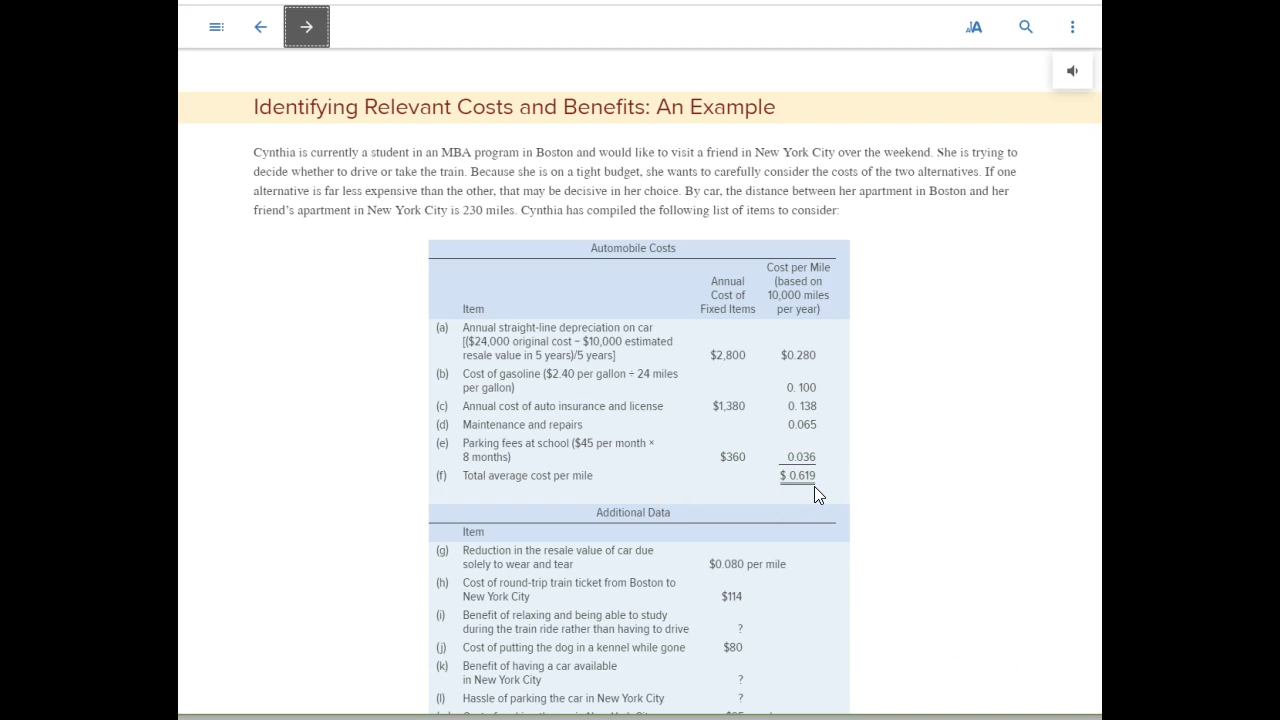 Identifying Relevant Costs and Benefits: An Example
Cynthia is currently a student in an MBA program in Boston and would like to visit a friend in New York City over the weekend. She is trying to
decide whether to drive or take the train. Because she is on a tight budget, she wants to carefully consider the costs of the two alternatives. If one
alternative is far less expensive than the other, that may be decisive in her choice. By car, the distance between her apartment in Boston and her
friend's apartment in New York City is 230 miles. Cynthia has compiled the following list of items to consider:
Automobile Costs
Item
Annual
Cost of
Fixed Items
Cost per Mile
(based on
10,000 miles
per year)
(a) Annual straight-line depreciation on car
[($24,000 original cost − $10,000 estimated
resale value in 5 years)/5 years] $2,800 $0.280
(b) Cost of gasoline ($2.40 per gallon ÷ 24 miles
per gallon) 0. 100
(c) Annual cost of auto insurance and license $1,380 0. 138
(d) Maintenance and repairs 0.065
(e) Parking fees at school ($45 per month ×
8 months) $360 0.036
(f) Total average cost per mile $ 0.619
Additional Data
Item
(g) Reduction in the resale value of car due
solely to wear and tear $0.080 per mile
(h) Cost of round-trip train ticket from Boston to
New York City $114
(i) Benefit of relaxing and being able to study
during the train ride rather than having to drive ?
(j) Cost of putting the dog in a kennel while gone $80
(k) Benefit of having a car available
in New York City ?
(l) Hassle of parking the car in New York City ?